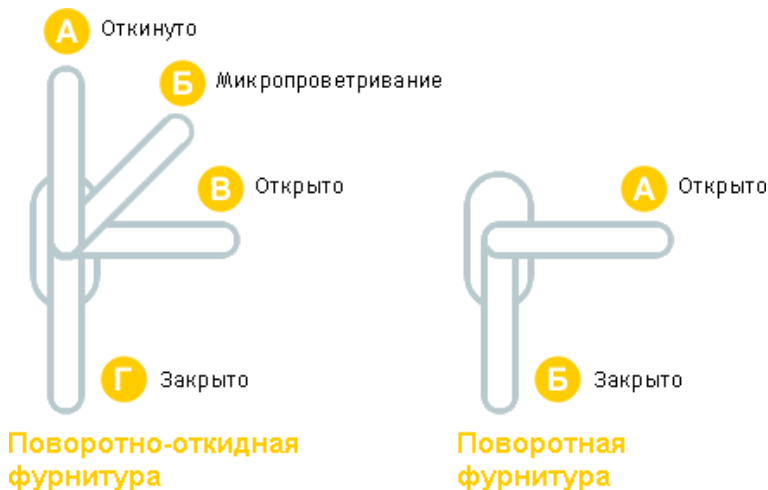 А Откинуто
Б Микропроветривание
В Открыто
Г Закрыто
Поворотно-откидная
фурнитура
А Открыто
Б Закрыто
Поворотная
фурнитура